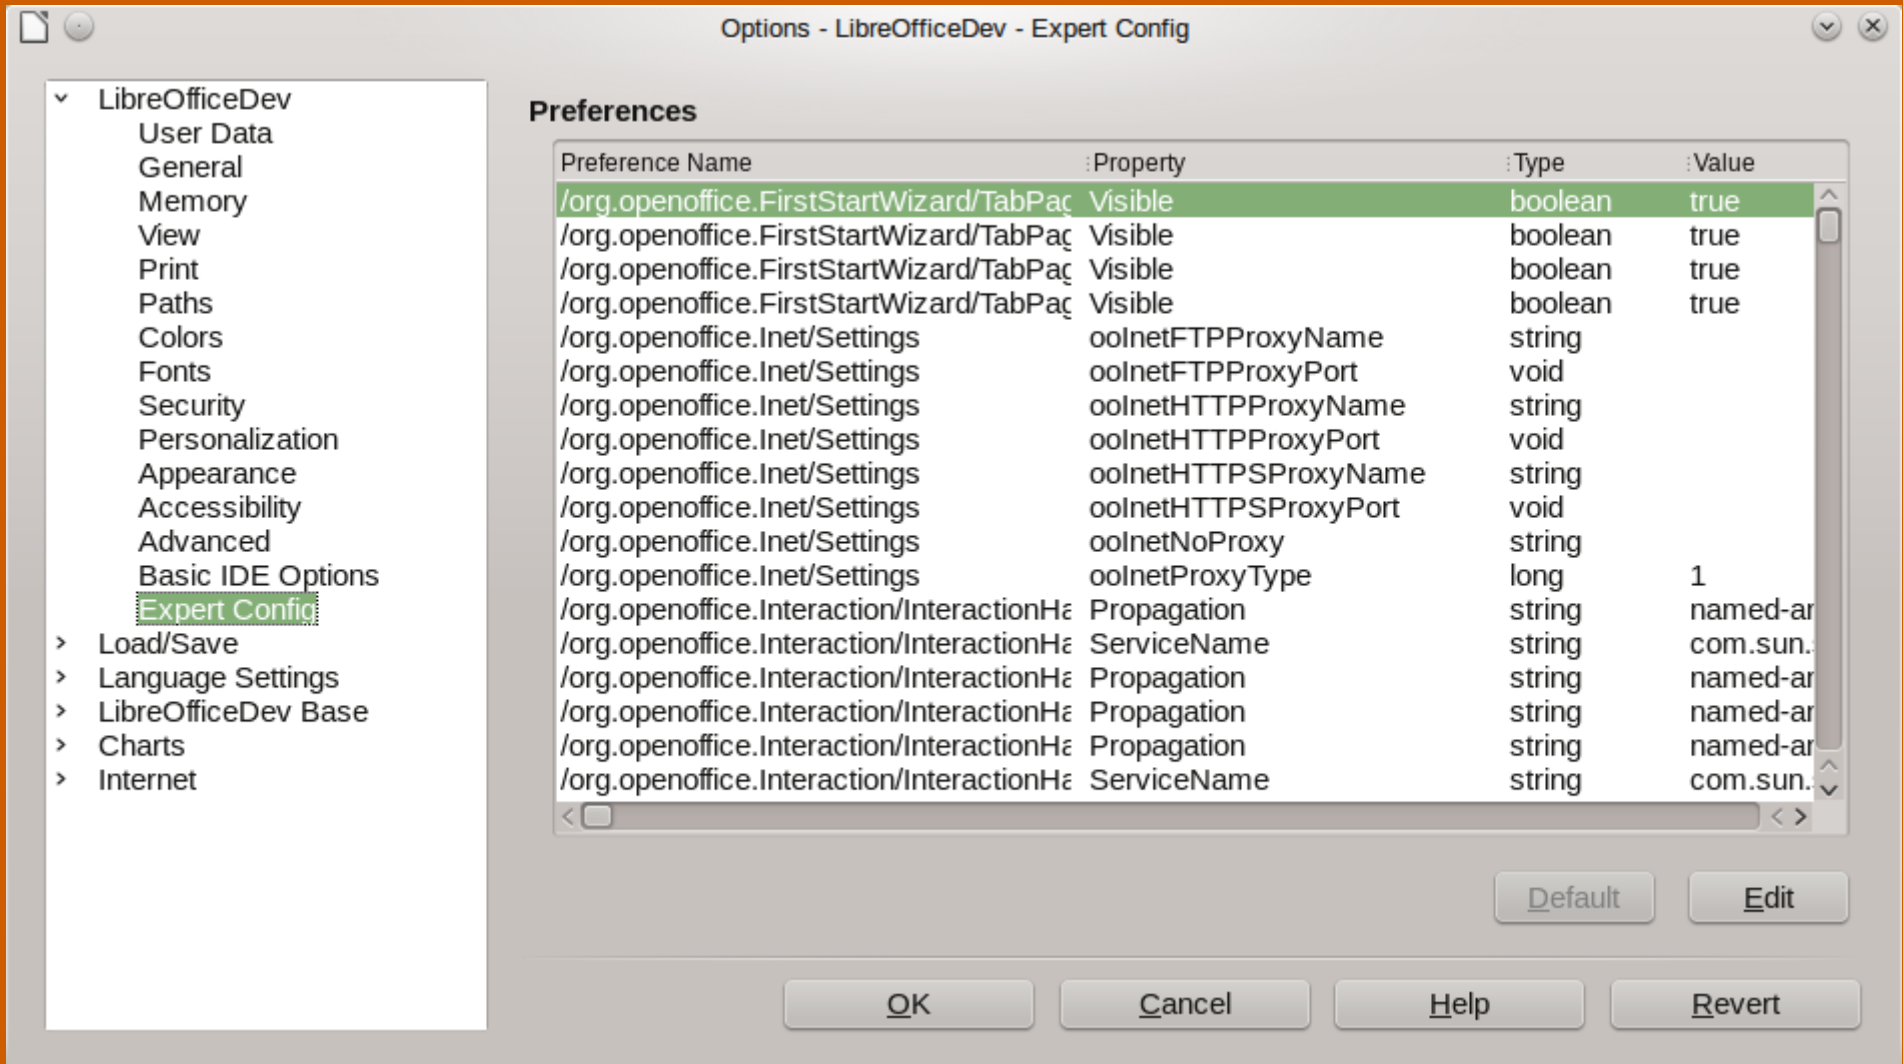 Options - LibreOfficeDev - Expert Config
LibreOfficeDev
User Data
General
Memory
View
Print
Paths
Colors
Fonts
Security
Personalization
Appearance
Accessibility
Advanced
Basic IDE Options
Expert Config
Load/Save
Language Settings
LibreOfficeDev Base
Charts
Internet
Preferences
Preference Name Property Type Value
/org.openoffice.FirstStartWizard/TabPag Visible boolean true
/org.openoffice.FirstStartWizard/TabPag Visible boolean true
/org.openoffice.FirstStartWizard/TabPag Visible boolean true
/org.openoffice.FirstStartWizard/TabPag Visible boolean true
/org.openoffice.Inet/Settings ooInetFTPProxyName string
/org.openoffice.Inet/Settings ooInetFTPProxyPort void
/org.openoffice.Inet/Settings ooInetHTTPProxyName string
/org.openoffice.Inet/Settings ooInetHTTPProxyPort void
/org.openoffice.Inet/Settings ooInetHTTPSProxyName string
/org.openoffice.Inet/Settings ooInetHTTPSProxyPort void
/org.openoffice.Inet/Settings ooInetNoProxy string
/org.openoffice.Inet/Settings ooInetProxyType long 1
/org.openoffice.Interaction/InteractionHa Propagation string named-ar
/org.openoffice.Interaction/InteractionHa ServiceName string com.sun.
/org.openoffice.Interaction/InteractionHa Propagation string named-ar
/org.openoffice.Interaction/InteractionHa Propagation string named-ar
/org.openoffice.Interaction/InteractionHa Propagation string named-ar
/org.openoffice.Interaction/InteractionHa ServiceName string com.sun.
Default Edit
OK Cancel Help Revert